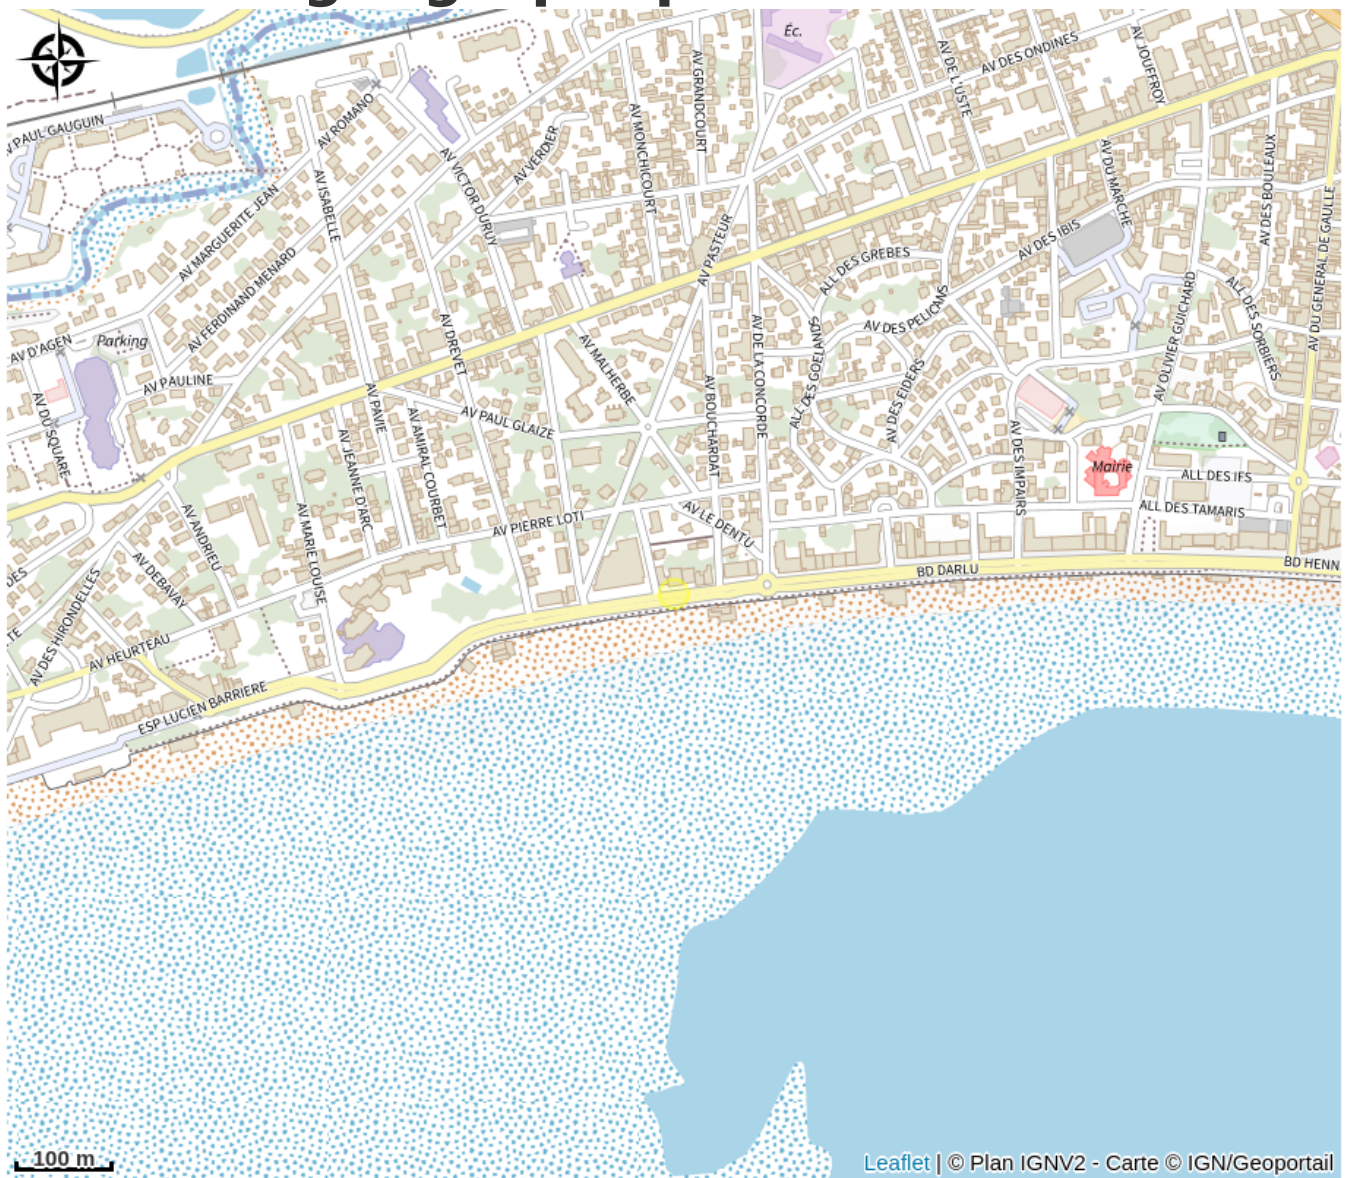 Éc.
AV DES ONDINES
AV DE L'USTE
AV JOUFFROY
AV GRANDCOURT
AV MONCHICOURT
AV ROMANO
PAUL GAUGUIN
AV VERDIER
AV VICTOR DURUY
AV ISABELLE
AV MARGUERITE JEAN
AV FERDINAND MENARD
AV PASTEUR
ALL DES GREBES
AV DES IBIS
AV DU MARCHE
AV DES BOULEAUX
AV DU GENERAL DE GAULLE
AV D'AGEN
Parking
AV PAULINE
AV DREVET
AV MALHERBE
AV DE LA CONCORDE
ALL DES GOELANDS
AV DES PELICANS
AV DES EIDERS
AV OLIVIER GUICHARD
ALL DES SORBIERS
AV DU SQUARE
AV PAVIE
AV PAUL GLAIZE
AV BOUCHARDAT
AV JEANNE D'ARC
AV AMIRAL COURBET
AV DES IMPAIRS
Mairie
ALL DES IFS
ALL DES TAMARIS
AV ANDRIEU
AV MARIE LOUISE
AV PIERRE LOTI
AV LE DENTU
DES
AV DEBAVAY
AV DES HIRONDELLES
BD DARLU
BD HENN
TE
AV HEURTEAU
ESP LUCIEN BARRIERE
100 m
Leaflet | © Plan IGNV2 - Carte © IGN/Geoportail